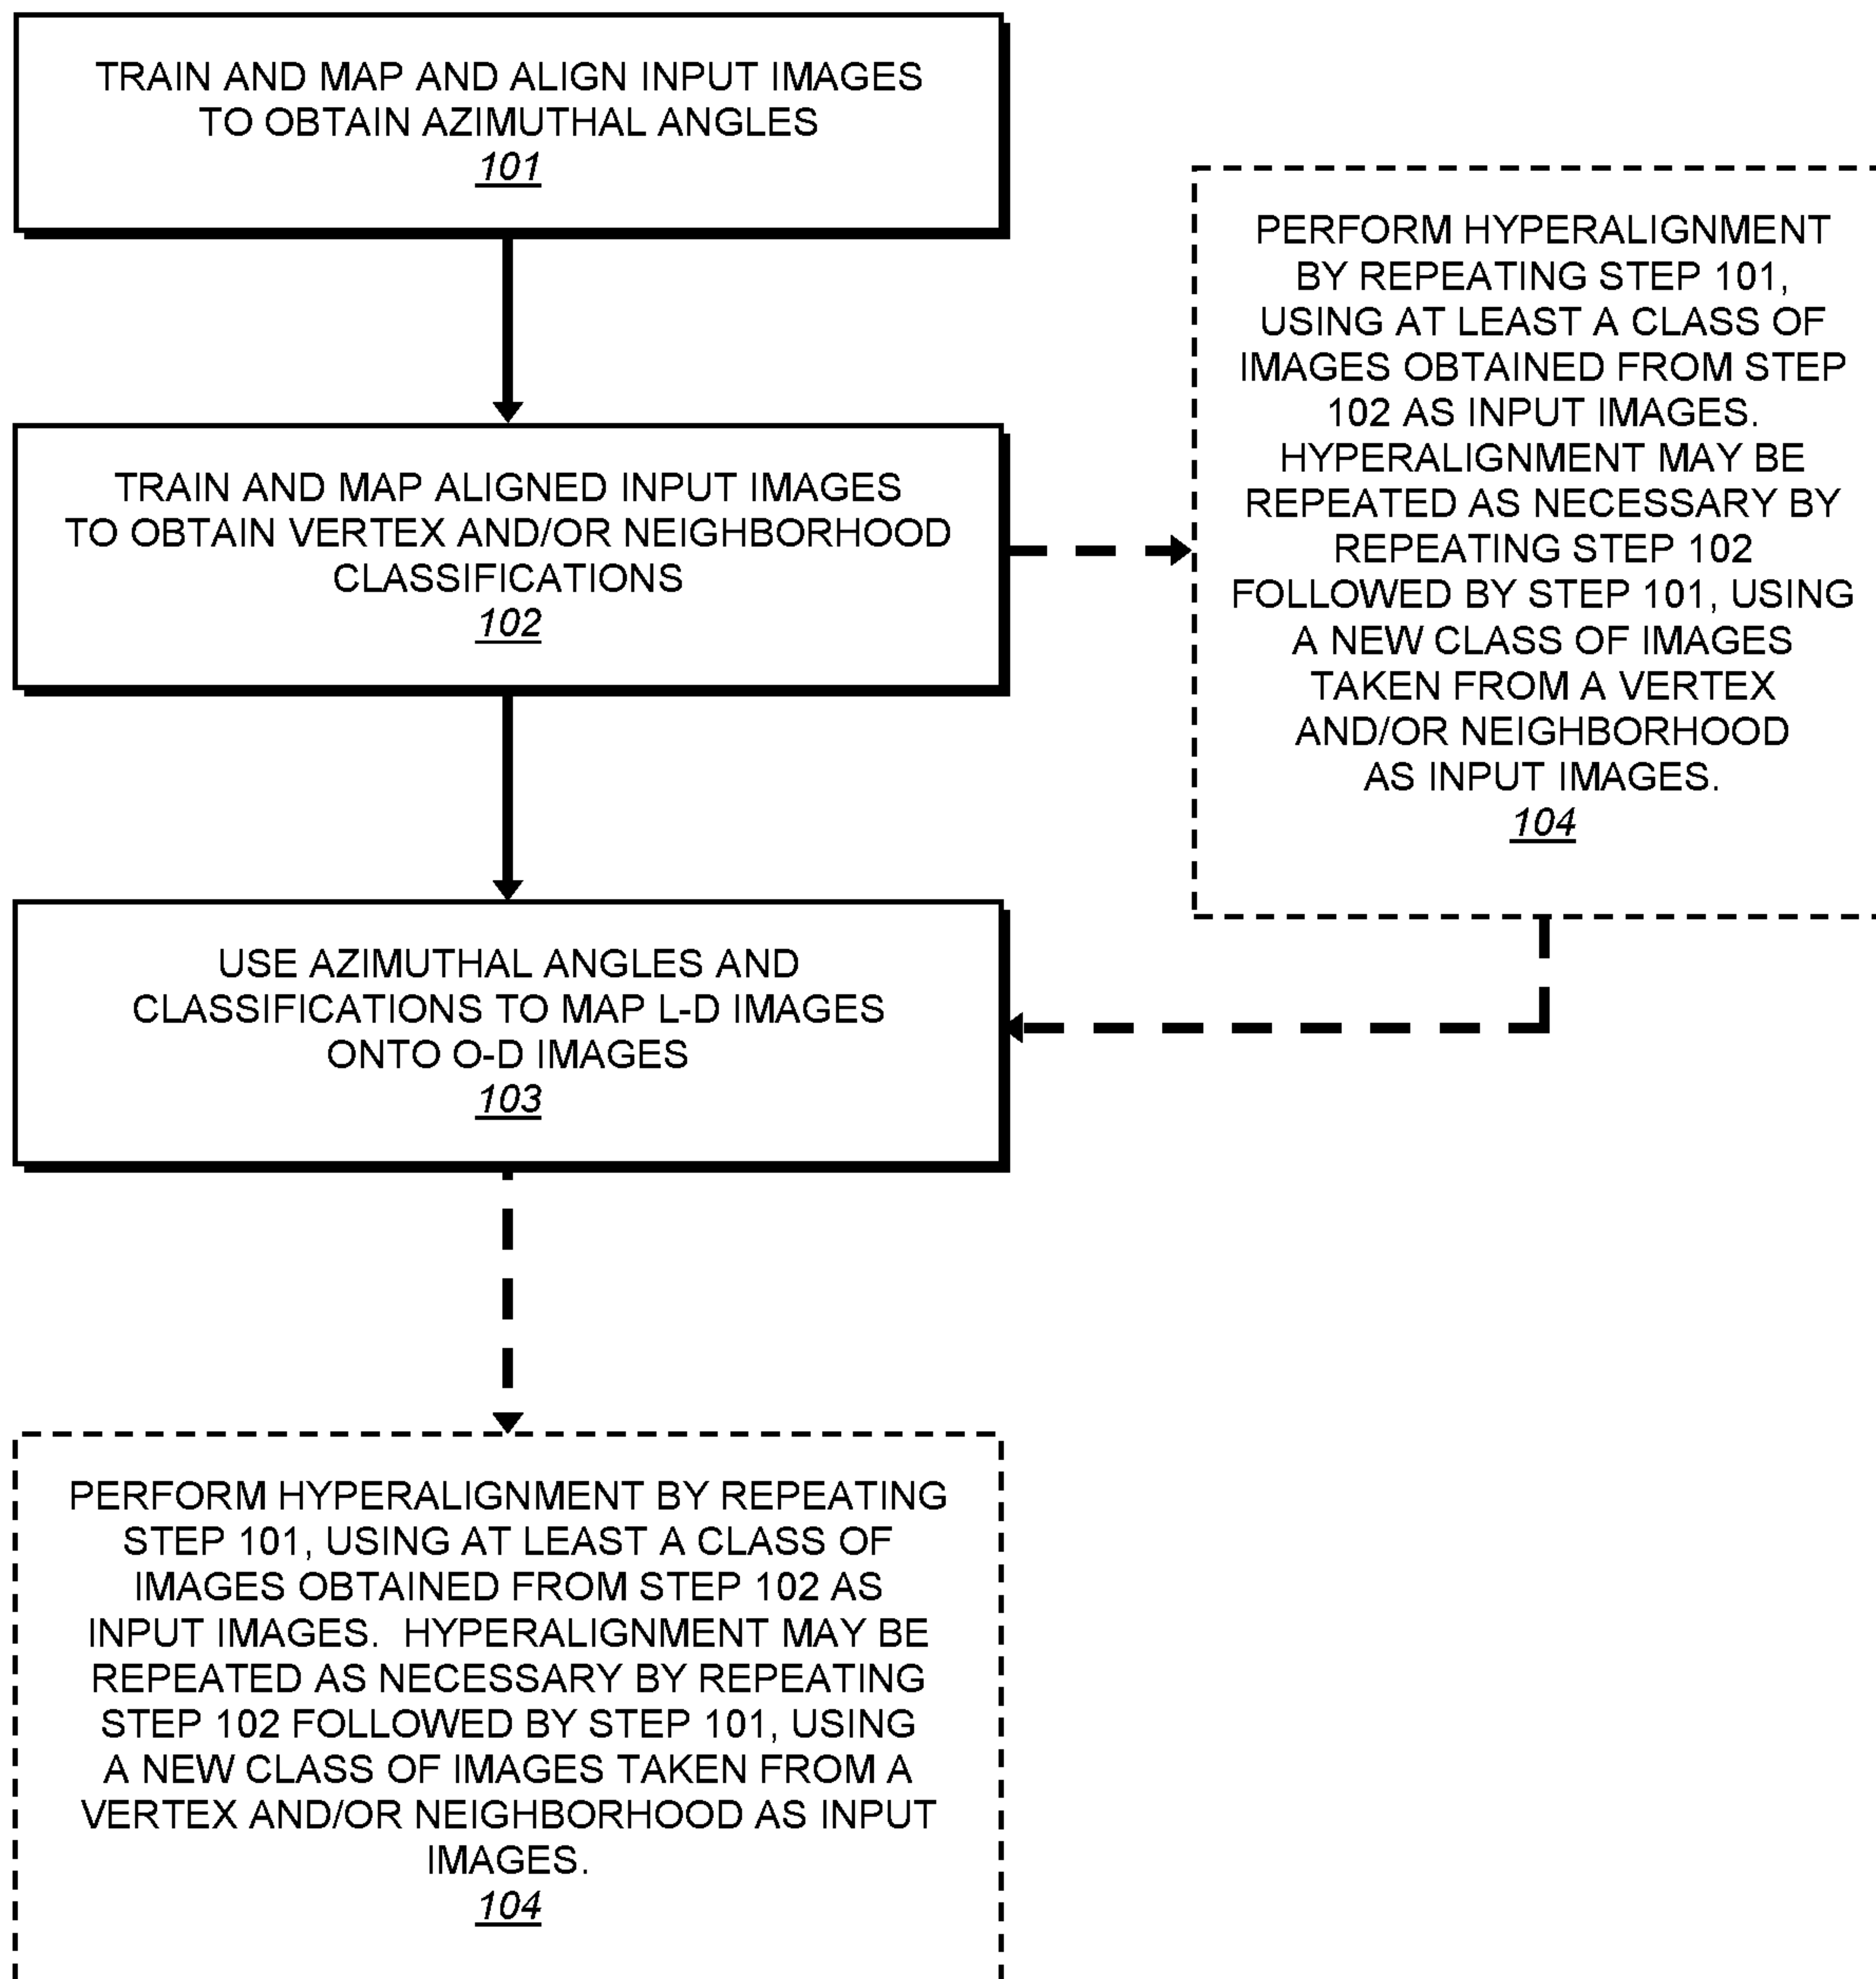 TRAIN AND MAP AND ALIGN INPUT IMAGES
TO OBTAIN AZIMUTHAL ANGLES
101
TRAIN AND MAP ALIGNED INPUT IMAGES
TO OBTAIN VERTEX AND/OR NEIGHBORHOOD
CLASSIFICATIONS
102
PERFORM HYPERALIGNMENT
BY REPEATING STEP 101,
USING AT LEAST A CLASS OF
IMAGES OBTAINED FROM STEP
102 AS INPUT IMAGES.
HYPERALIGNMENT MAY BE
REPEATED AS NECESSARY BY
REPEATING STEP 102
FOLLOWED BY STEP 101, USING
A NEW CLASS OF IMAGES
TAKEN FROM A VERTEX
AND/OR NEIGHBORHOOD
AS INPUT IMAGES.
104
USE AZIMUTHAL ANGLES AND
CLASSIFICATIONS TO MAP L-D IMAGES
ONTO O-D IMAGES
103
PERFORM HYPERALIGNMENT BY REPEATING
STEP 101, USING AT LEAST A CLASS OF
IMAGES OBTAINED FROM STEP 102 AS
INPUT IMAGES.  HYPERALIGNMENT MAY BE
REPEATED AS NECESSARY BY REPEATING
STEP 102 FOLLOWED BY STEP 101, USING
A NEW CLASS OF IMAGES TAKEN FROM A
VERTEX AND/OR NEIGHBORHOOD AS INPUT
IMAGES.
104